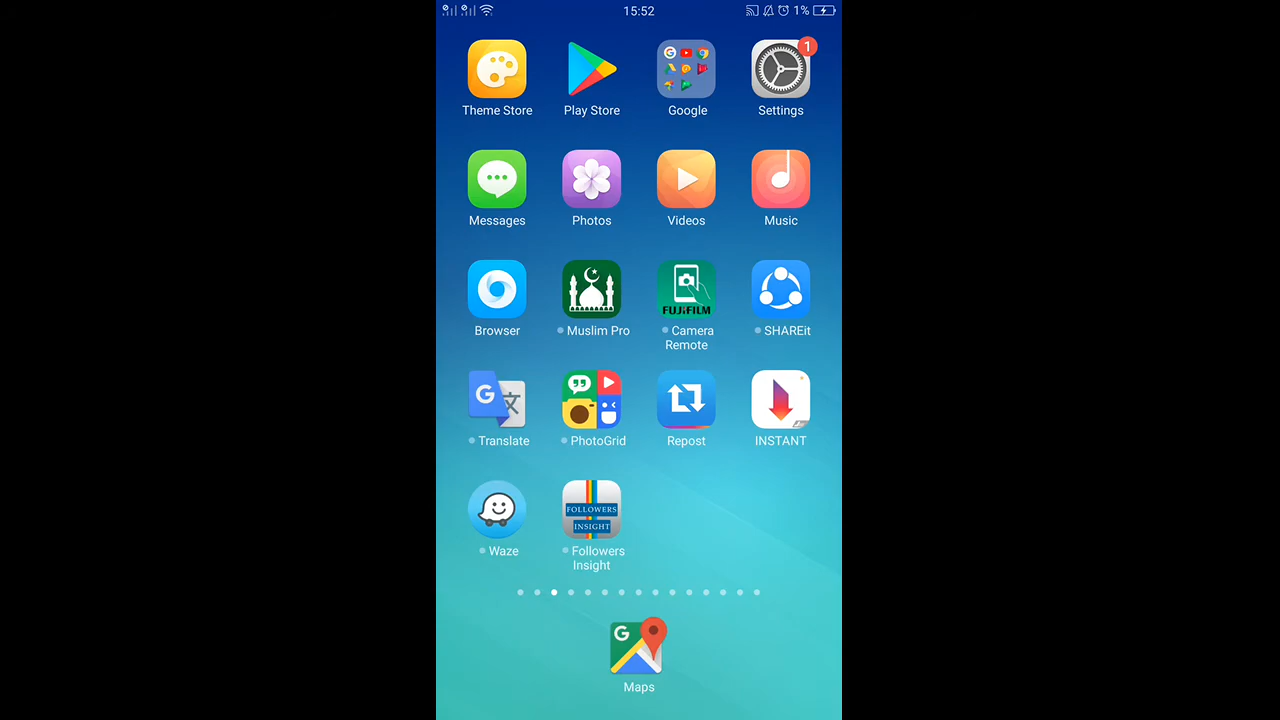 15:52
1%
1
Theme Store
Play Store
Google
Settings
Messages
Photos
Videos
Music
FUJIFILM
Browser
Muslim Pro
Camera
Remote
SHAREit
Translate
PhotoGrid
Repost
INSTANT
FOLLOWERS
INSIGHT
Waze
Followers
Insight
G
Maps